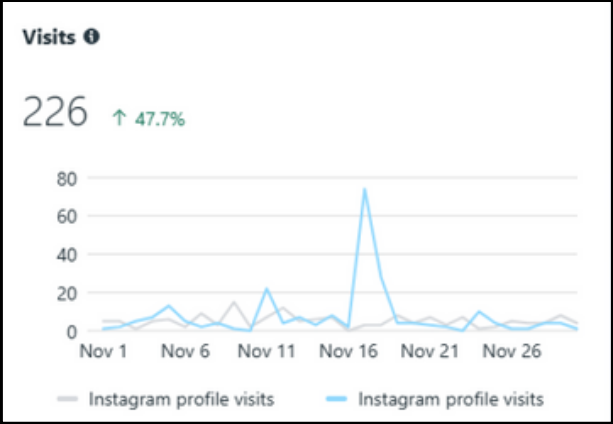 Visits
226 ↑ 47.7%
80
60
40
20
0
Nov 1 Nov 6 Nov 11 Nov 16 Nov 21 Nov 26
Instagram profile visits Instagram profile visits